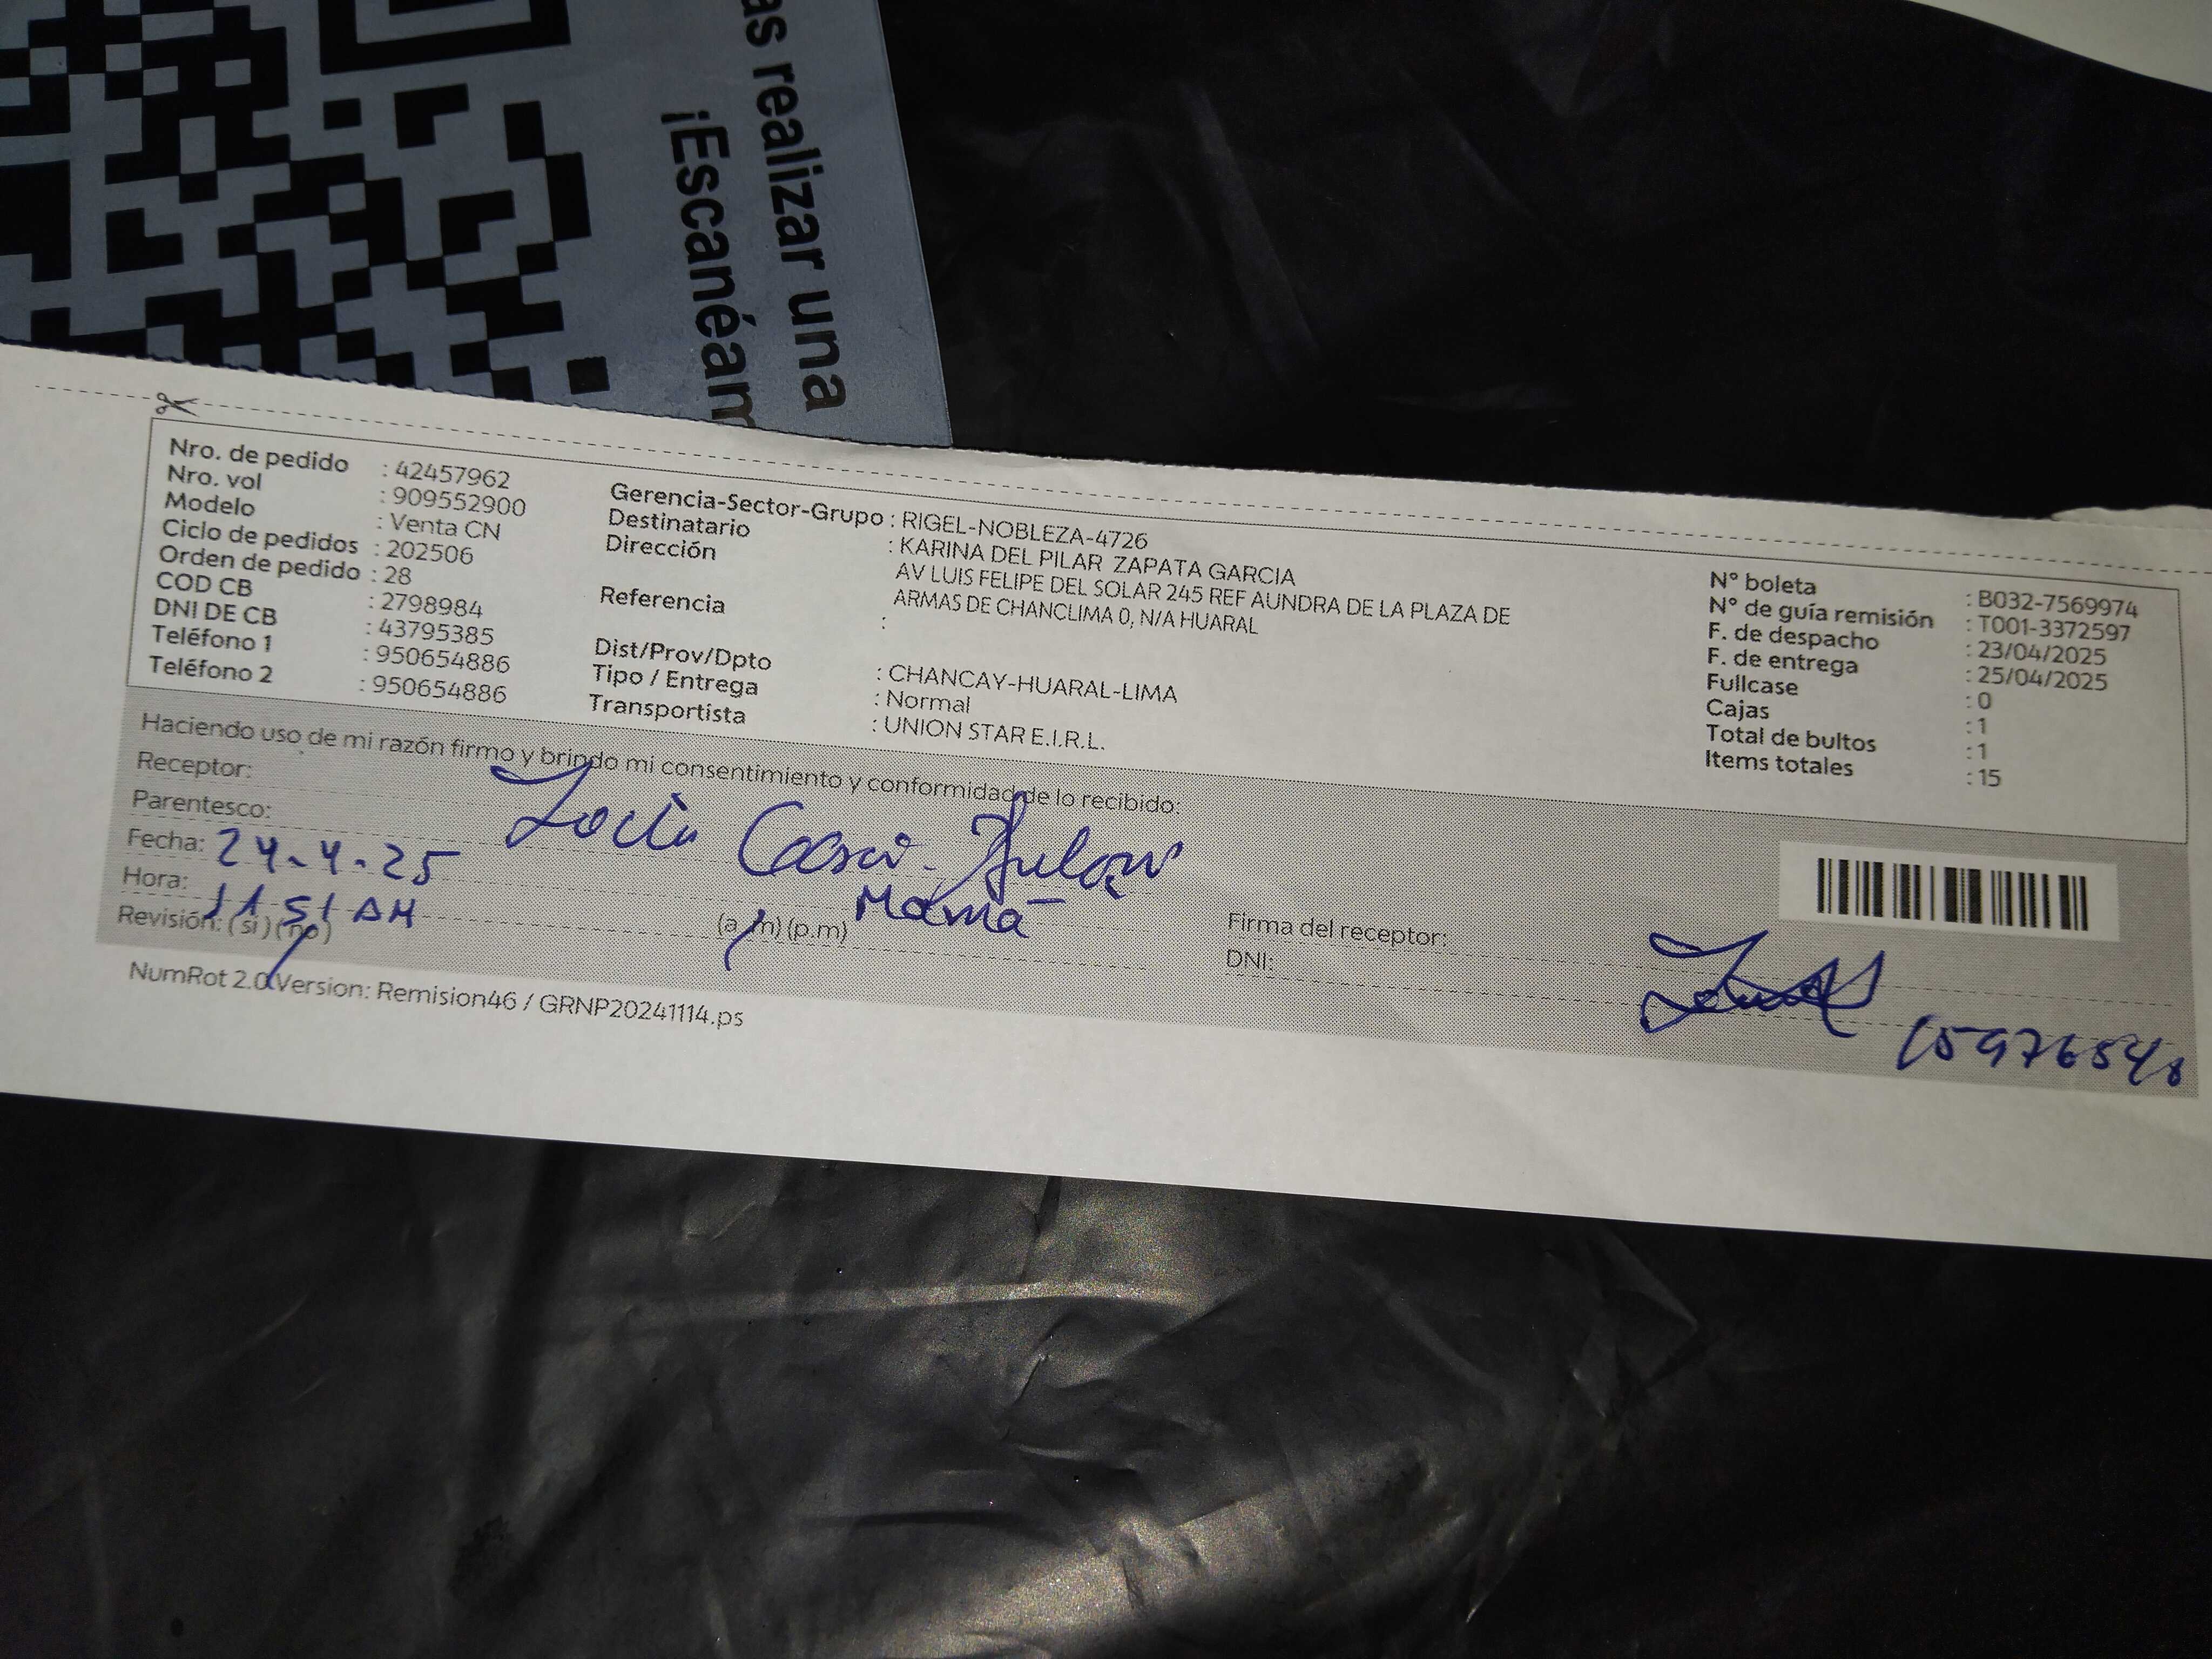 as realizar una
¡Escanéam
Nro. de pedido : 42457962
Nro. vol : 909552900
Modelo : Venta CN
Ciclo de pedidos : 202506
Orden de pedido : 28
COD CB : 2798984
DNI DE CB : 43795385
Teléfono 1 : 950654886
Teléfono 2 : 950654886
Gerencia-Sector-Grupo : RIGEL-NOBLEZA-4726
Destinatario : KARINA DEL PILAR ZAPATA GARCIA
Dirección AV LUIS FELIPE DEL SOLAR 245 REF AUNDRA DE LA PLAZA DE
ARMAS DE CHANCLIMA 0, N/A HUARAL
Referencia :
Dist/Prov/Dpto : CHANCAY-HUARAL-LIMA
Tipo / Entrega : Normal
Transportista : UNION STAR E.I.R.L.
N° boleta : B032-7569974
N° de guía remisión : T001-3372597
F. de despacho : 23/04/2025
F. de entrega : 25/04/2025
Fullcase : 0
Cajas : 1
Total de bultos : 1
Items totales : 15
Haciendo uso de mi razón firmo y brindo mi consentimiento y conformidad de lo recibido:
Receptor:
Parentesco: Mamá
Fecha: 24-4-25
Hora: 11 51 AM (a.m) (p.m)
Revisión: (si) (no)
Firma del receptor:
DNI: 15976548
NumRot 2.0 Version: Remision46 / GRNP20241114.ps